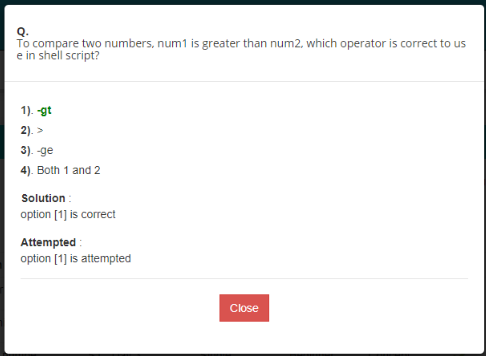 Q.
To compare two numbers, num1 is greater than num2, which operator is correct to us
e in shell script?
1). -gt
2). >
3). -ge
4). Both 1 and 2
Solution :
option [1] is correct
Attempted :
option [1] is attempted
Close